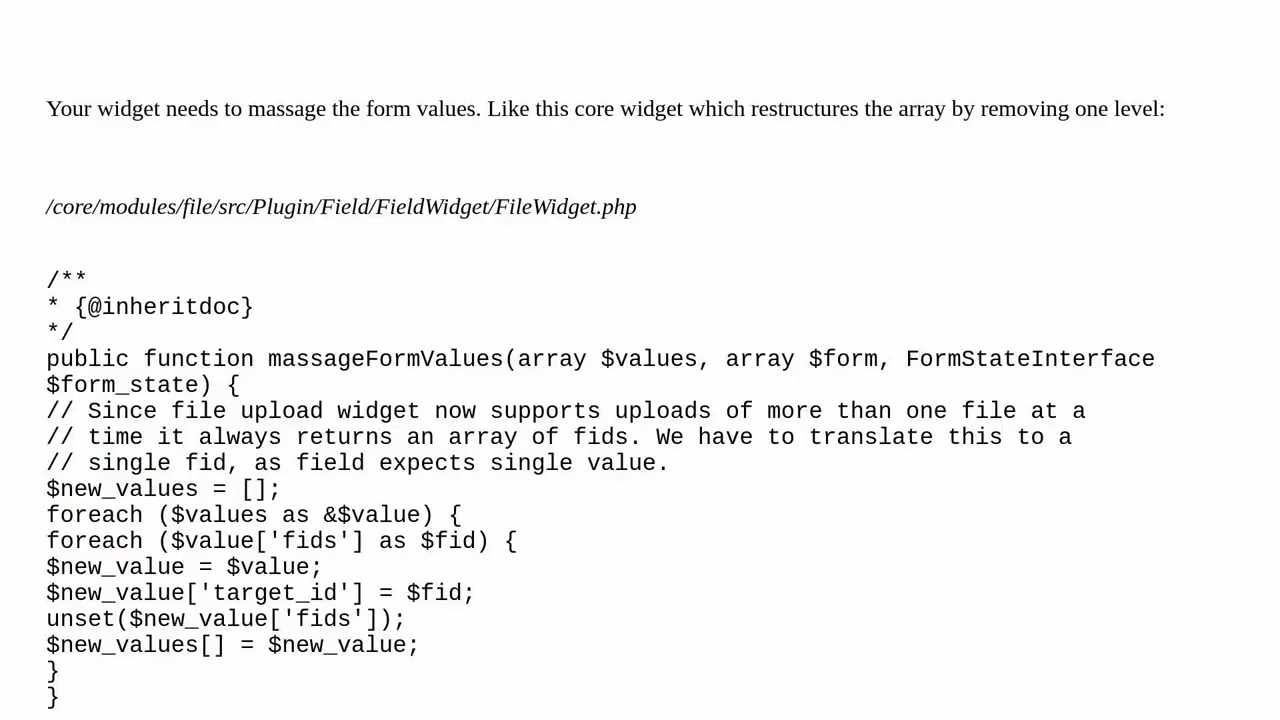 Your widget needs to massage the form values. Like this core widget which restructures the array by removing one level:
/core/modules/file/src/Plugin/Field/FieldWidget/FileWidget.php
/**
* {@inheritdoc}
*/
public function massageFormValues(array $values, array $form, FormStateInterface
$form_state) {
// Since file upload widget now supports uploads of more than one file at a
// time it always returns an array of fids. We have to translate this to a
// single fid, as field expects single value.
$new_values = [];
foreach ($values as &$value) {
foreach ($value['fids'] as $fid) {
$new_value = $value;
$new_value['target_id'] = $fid;
unset($new_value['fids']);
$new_values[] = $new_value;
}
}